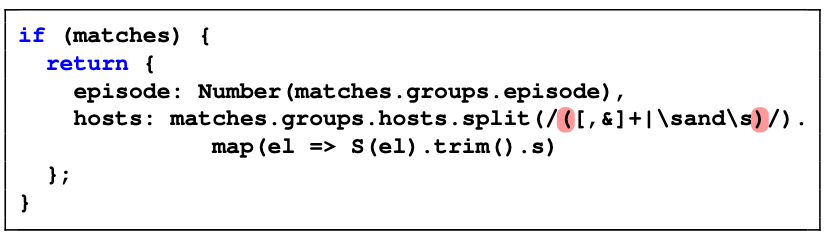 if (matches) {
  return {
    episode: Number(matches.groups.episode),
    hosts: matches.groups.hosts.split(/([,&]+|\sand\s)/).
              map(el => S(el).trim().s)
  };
}